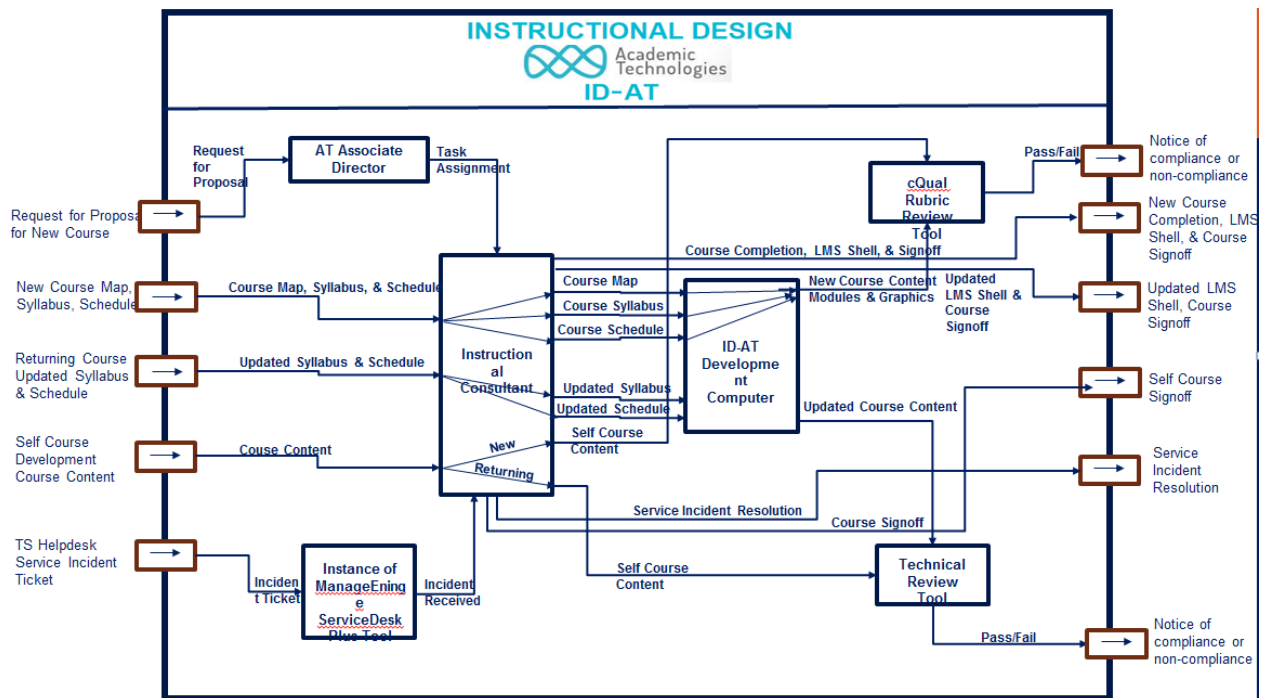 INSTRUCTIONAL DESIGN
Academic
Technologies
ID-AT
Request
for
Proposal
AT Associate
Director
Task
Assignment
Pass/Fail
Notice of
compliance or
non-compliance
cQual
Rubric
Review
Tool
Request for Proposa
for New Course
New Course
Completion, LMS
Shell, & Course
Signoff
Course Completion, LMS Shell, & Signoff
New Course Map,
Syllabus, Schedule
Course Map, Syllabus, & Schedule
Course Map
Course Syllabus
Course Schedule
New Course Content
Modules & Graphics
Updated
LMS Shell &
Course
Signoff
Updated LMS
Shell, Course
Signoff
Instruction
al
Consultant
ID-AT
Developme
nt
Computer
Returning Course
Updated Syllabus
& Schedule
Updated Syllabus & Schedule
Updated Syllabus
Updated Schedule
Self Course
Content
Updated Course Content
Self Course
Signoff
Self Course
Development
Course Content
Couse Content
New
Returning
Service
Incident
Resolution
Service Incident Resolution
Course Signoff
TS Helpdesk
Service Incident
Ticket
Inciden
t Ticket
Instance of
ManageEning
e
ServiceDesk
Plus Tool
Incident
Received
Self Course
Content
Technical
Review
Tool
Pass/Fail
Notice of
compliance or
non-compliance